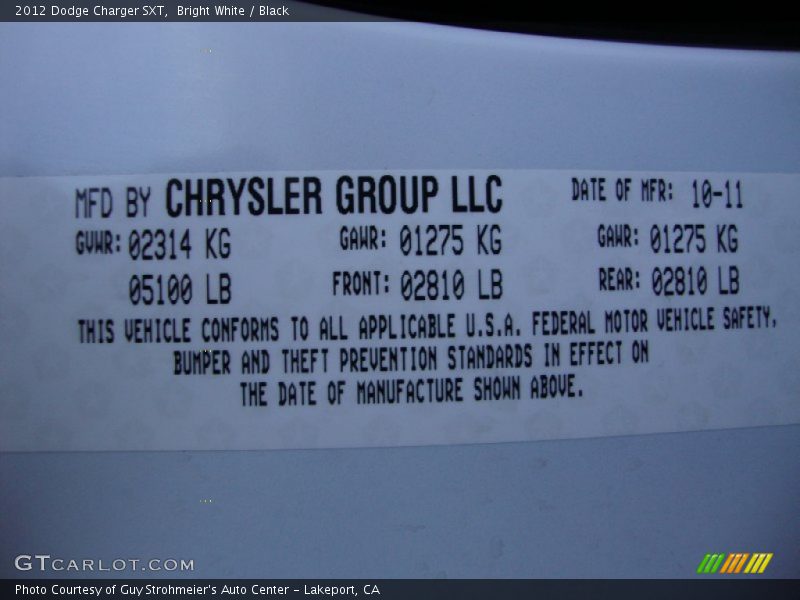 2012 Dodge Charger SXT,  Bright White / Black
MFD BY CHRYSLER GROUP LLC DATE OF MFR: 10-11
GVWR: 02314 KG GAWR: 01275 KG GAWR: 01275 KG
05100 LB FRONT: 02810 LB REAR: 02810 LB
THIS VEHICLE CONFORMS TO ALL APPLICABLE U.S.A. FEDERAL MOTOR VEHICLE SAFETY,
BUMPER AND THEFT PREVENTION STANDARDS IN EFFECT ON
THE DATE OF MANUFACTURE SHOWN ABOVE.
GTCARLOT.COM
Photo Courtesy of Guy Strohmeier's Auto Center – Lakeport, CA